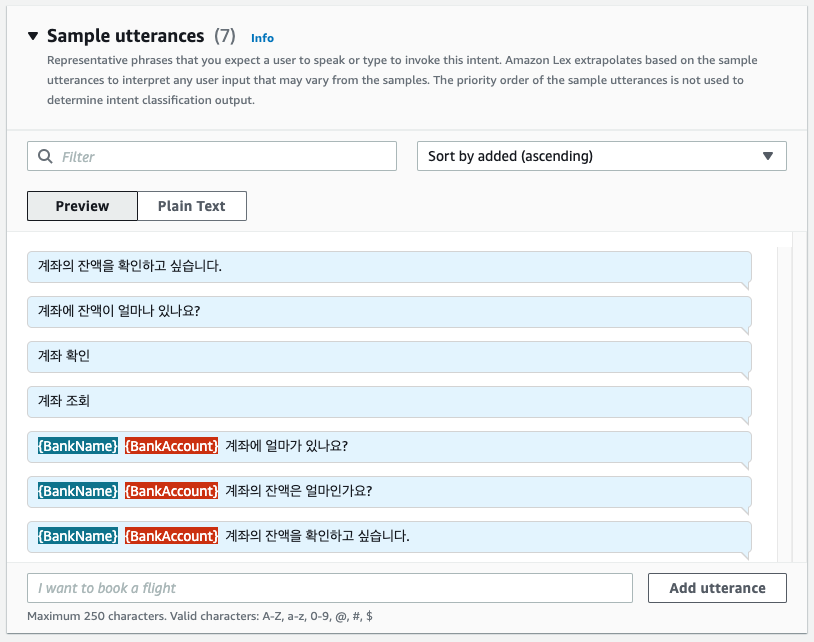 Sample utterances (7) Info
Representative phrases that you expect a user to speak or type to invoke this intent. Amazon Lex extrapolates based on the sample
utterances to interpret any user input that may vary from the samples. The priority order of the sample utterances is not used to
determine intent classification output.
Filter
Sort by added (ascending)
Preview
Plain Text
계좌의 잔액을 확인하고 싶습니다.
계좌에 잔액이 얼마나 있나요?
계좌 확인
계좌 조회
{BankName} {BankAccount} 계좌에 얼마가 있나요?
{BankName} {BankAccount} 계좌의 잔액은 얼마인가요?
{BankName} {BankAccount} 계좌의 잔액을 확인하고 싶습니다.
I want to book a flight
Add utterance
Maximum 250 characters. Valid characters: A-Z, a-z, 0-9, @, #, $